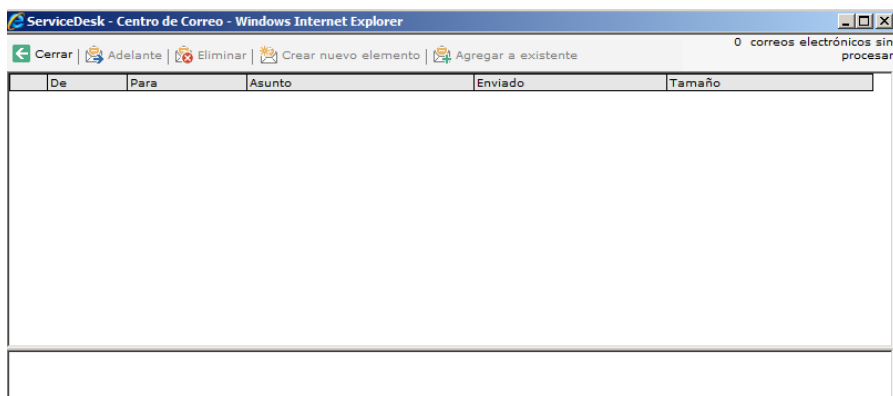 ServiceDesk - Centro de Correo - Windows Internet Explorer
Cerrar | Adelante | Eliminar | Crear nuevo elemento | Agregar a existente
0 correos electrónicos sin
procesar
De Para Asunto Enviado Tamaño